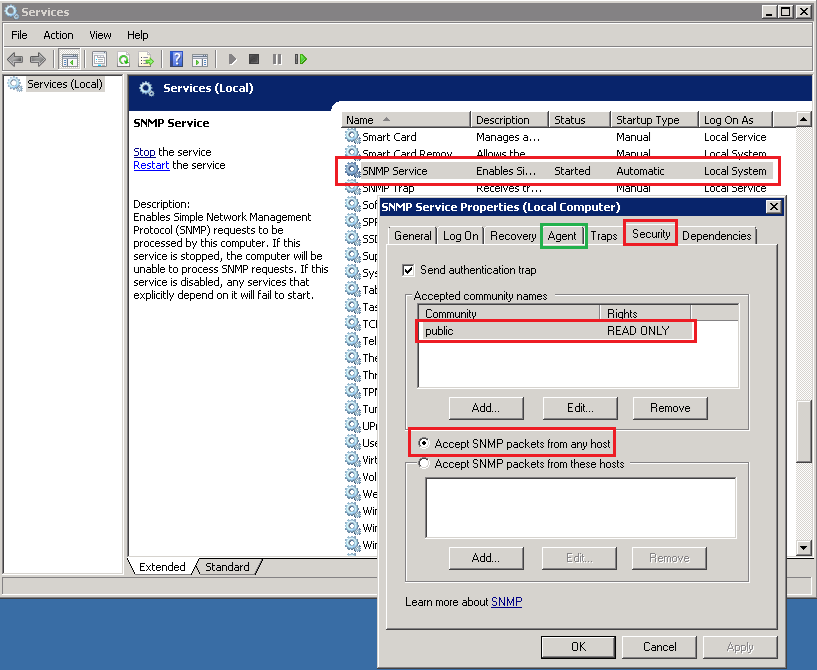 Services
File Action View Help
Services (Local)
Services (Local)
SNMP Service
Stop the service
Restart the service
Description:
Enables Simple Network Management
Protocol (SNMP) requests to be
processed by this computer. If this
service is stopped, the computer will be
unable to process SNMP requests. If this
service is disabled, any services that
explicitly depend on it will fail to start.
Name Description Status Startup Type Log On As
Smart Card Manages a... Manual Local Service
Smart Card Remov... Allows the ... Manual Local System
SNMP Service Enables Si... Started Automatic Local System
SNMP Trap Receives tr... Manual Local Service
Sof
SPP
SSD
Sup
Sys
Tab
Tas
TCP
Tel
The
Thr
TPM
Tur
UPn
Use
Virt
Vol
We
Win
Win
Win
Extended Standard
SNMP Service Properties (Local Computer)
General Log On Recovery Agent Traps Security Dependencies
Send authentication trap
Accepted community names
Community Rights
public READ ONLY
Add... Edit... Remove
Accept SNMP packets from any host
Accept SNMP packets from these hosts
Add... Edit... Remove
Learn more about SNMP
OK Cancel Apply